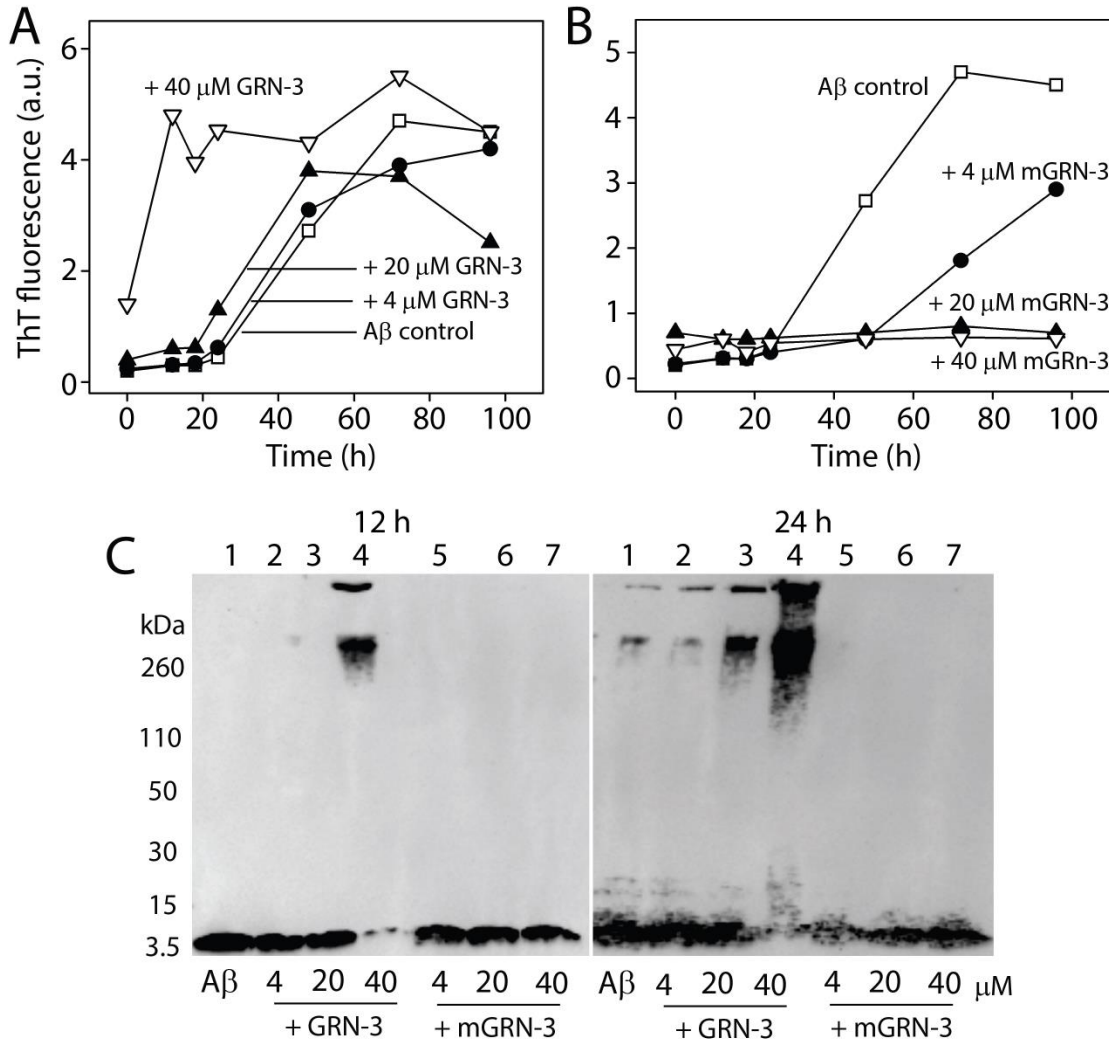 A
ThT fluorescence (a.u.)
6
4
2
0
+ 40 μM GRN-3
+ 20 μM GRN-3
+ 4 μM GRN-3
Aβ control
0 20 40 60 80 100
Time (h)
B
5
4
3
2
1
0
Aβ control
+ 4 μM mGRN-3
+ 20 μM mGRN-3
+ 40 μM mGRn-3
0 20 40 60 80 100
Time (h)
C
12 h
1 2 3 4 5 6 7
24 h
1 2 3 4 5 6 7
kDa
260
110
50
30
15
3.5
Aβ 4 20 40 4 20 40
+ GRN-3 + mGRN-3
Aβ 4 20 40 4 20 40 μM
+ GRN-3 + mGRN-3